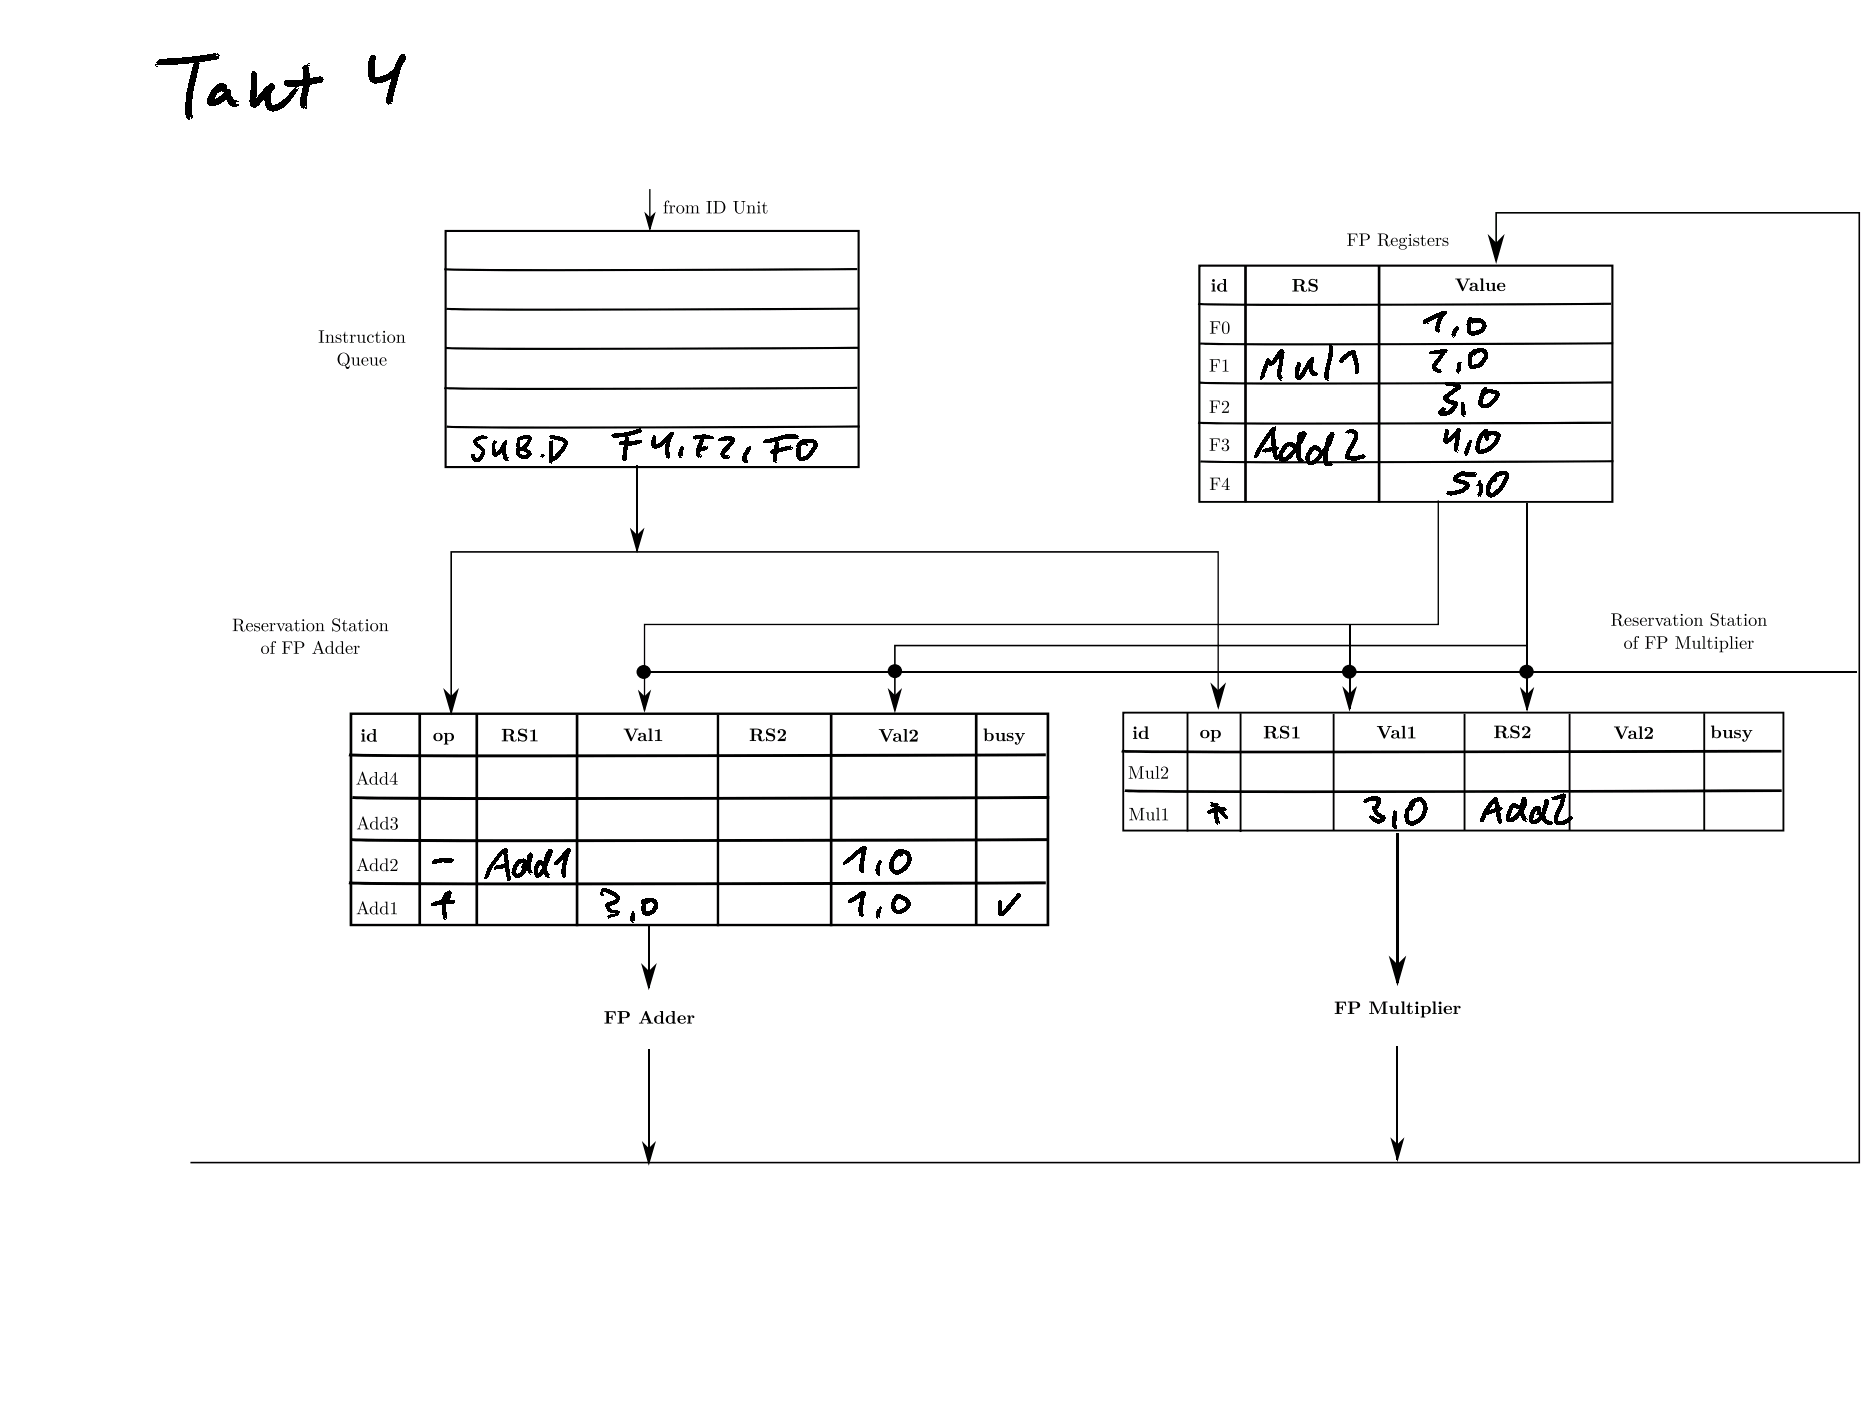 Takt 4
from ID Unit
Instruction
Queue
SUB.D F4,F2,F0
FP Registers
id RS Value
F0 1,0
F1 Mul1 2,0
F2 3,0
F3 Add2 4,0
F4 5,0
Reservation Station
of FP Adder
id op RS1 Val1 RS2 Val2 busy
Add4
Add3
Add2 - Add1 1,0
Add1 + 3,0 1,0 ✓
FP Adder
Reservation Station
of FP Multiplier
id op RS1 Val1 RS2 Val2 busy
Mul2
Mul1 * 3,0 Add2
FP Multiplier